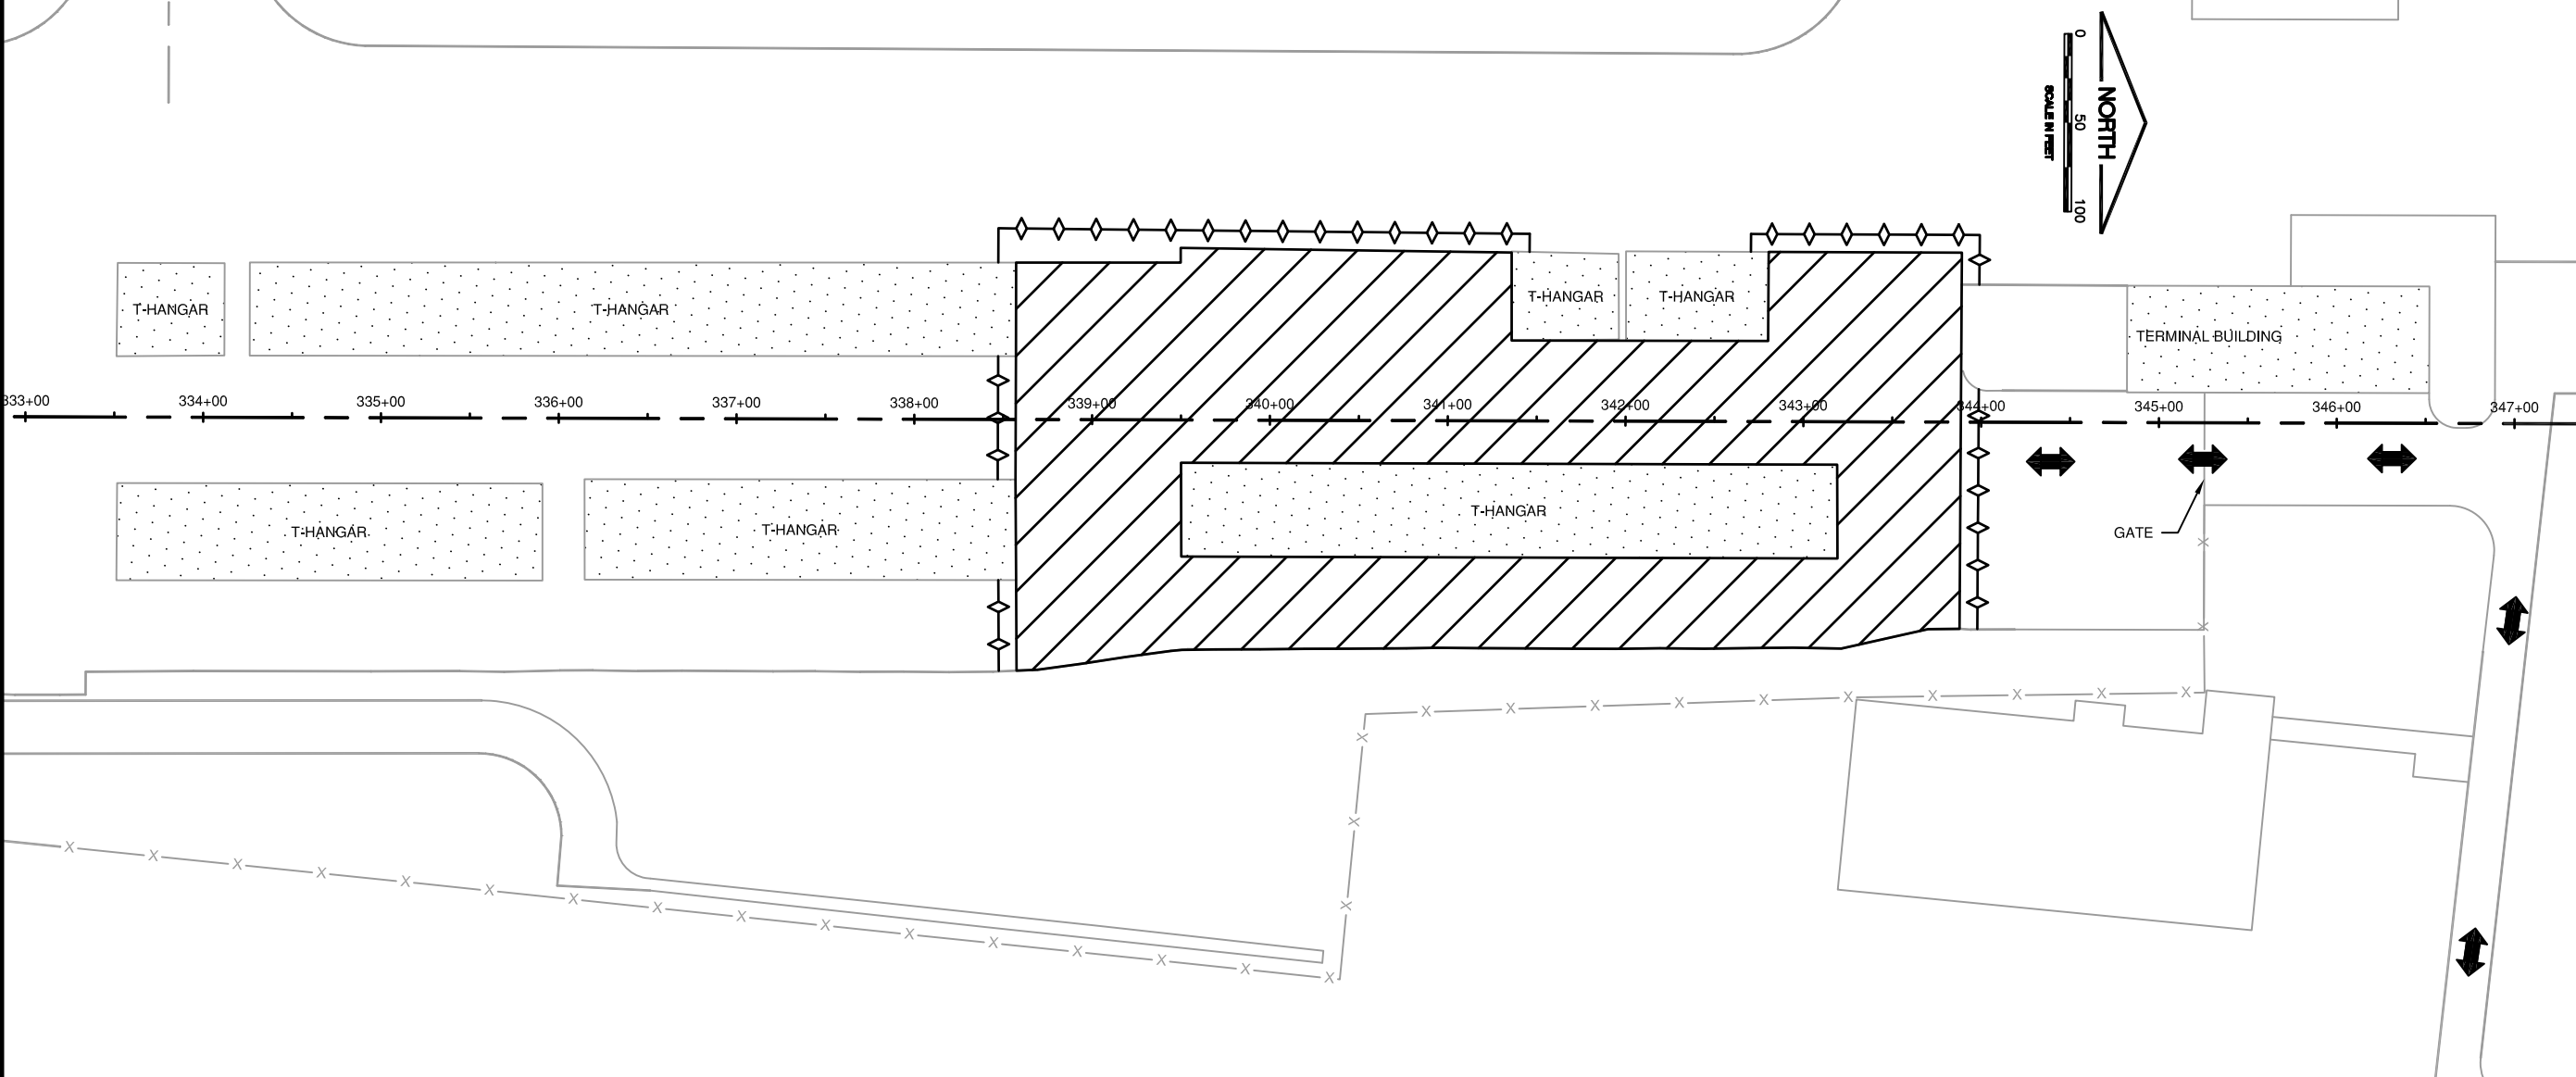 0
50
100
NORTH
SCALE IN FEET
T-HANGAR
T-HANGAR
T-HANGAR
T-HANGAR
TERMINAL BUILDING
333+00
334+00
335+00
336+00
337+00
338+00
339+00
340+00
341+00
342+00
343+00
344+00
345+00
346+00
347+00
T-HANGAR
T-HANGAR
T-HANGAR
GATE